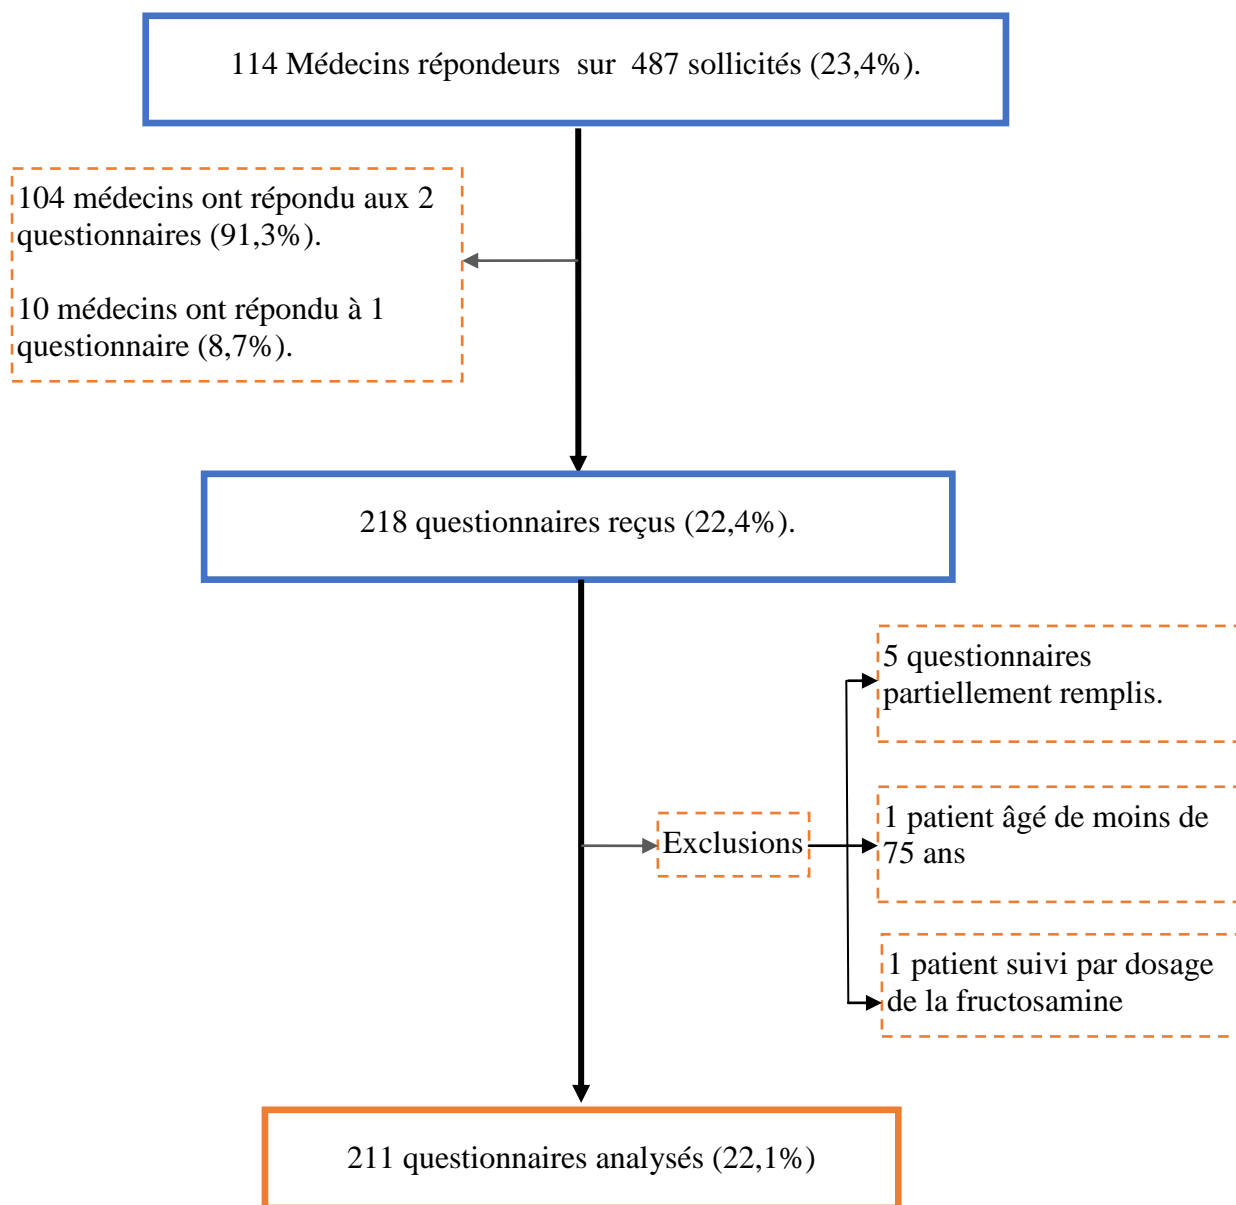 114 Médecins répondeurs sur 487 sollicités (23,4%).
104 médecins ont répondu aux 2
questionnaires (91,3%).
10 médecins ont répondu à 1
questionnaire (8,7%).
218 questionnaires reçus (22,4%).
5 questionnaires
partiellement remplis.
Exclusions
1 patient âgé de moins de
75 ans
1 patient suivi par dosage
de la fructosamine
211 questionnaires analysés (22,1%)